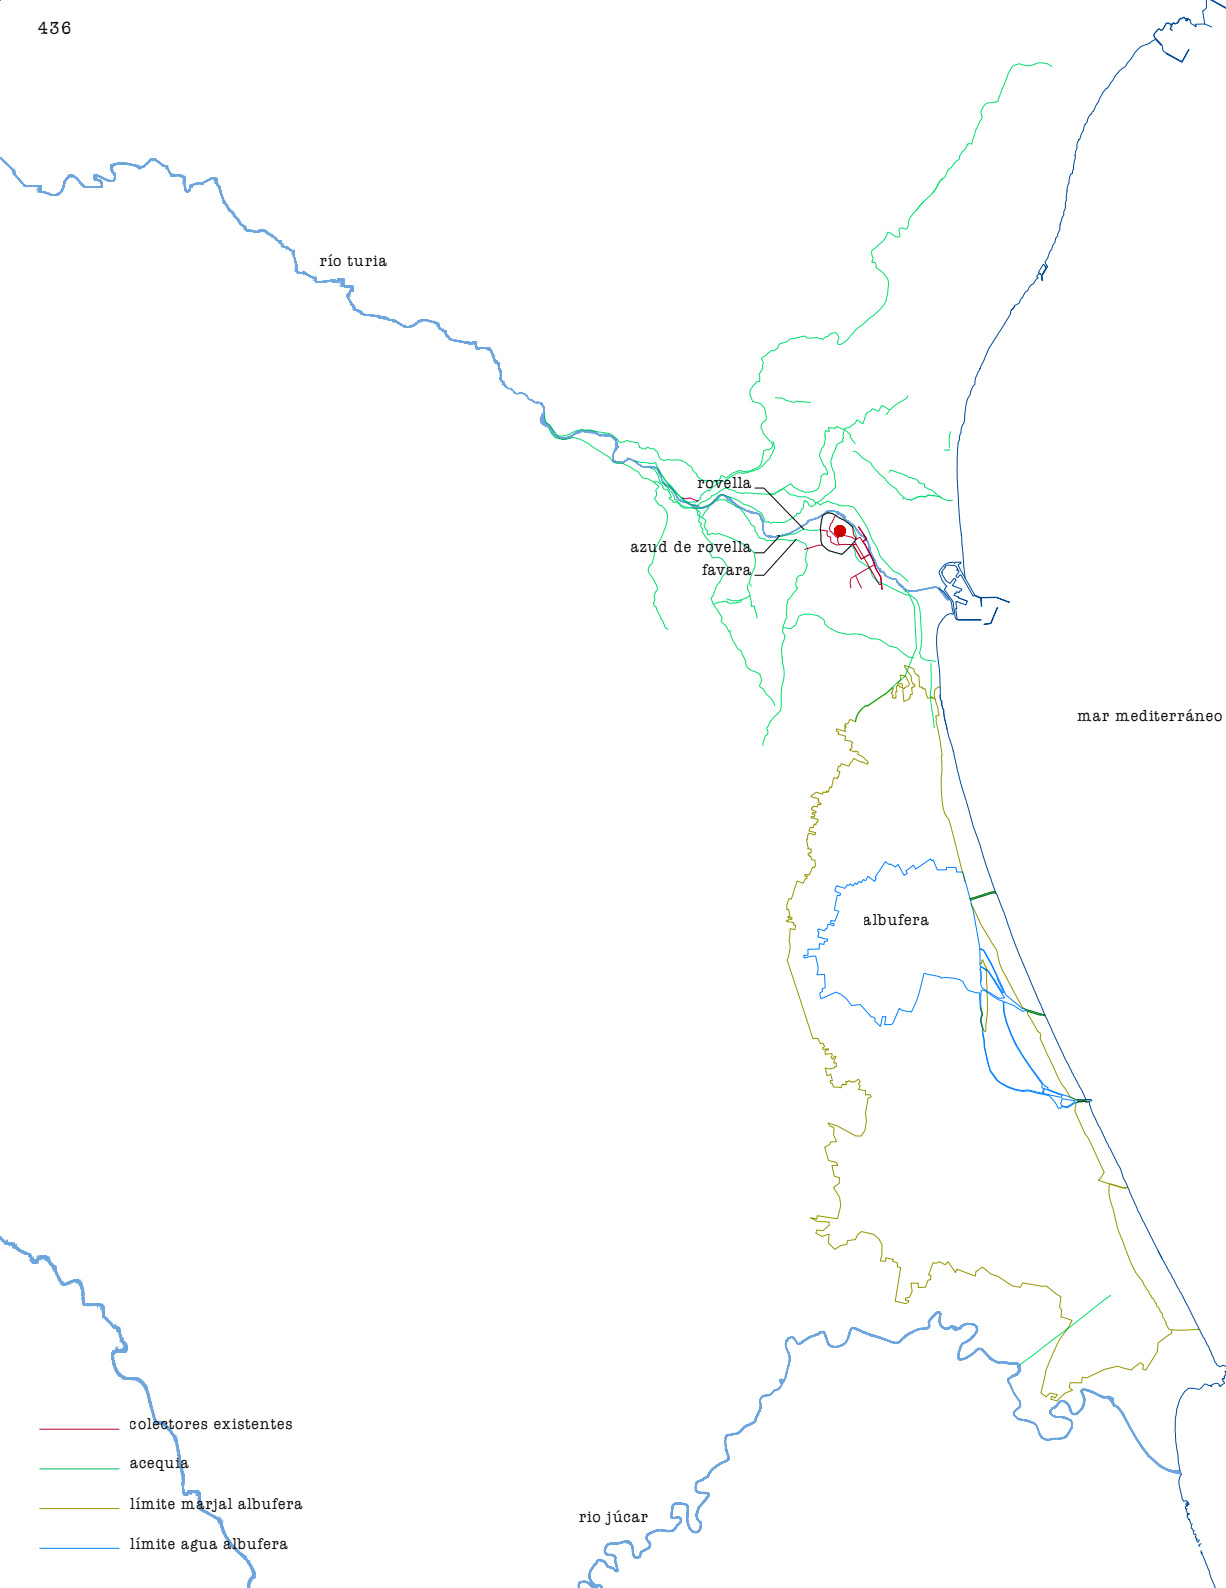 436
río turia
rovella
azud de rovella
favara
mar mediterráneo
albufera
colectores existentes
acequia
límite marjal albufera
rio júcar
límite agua albufera